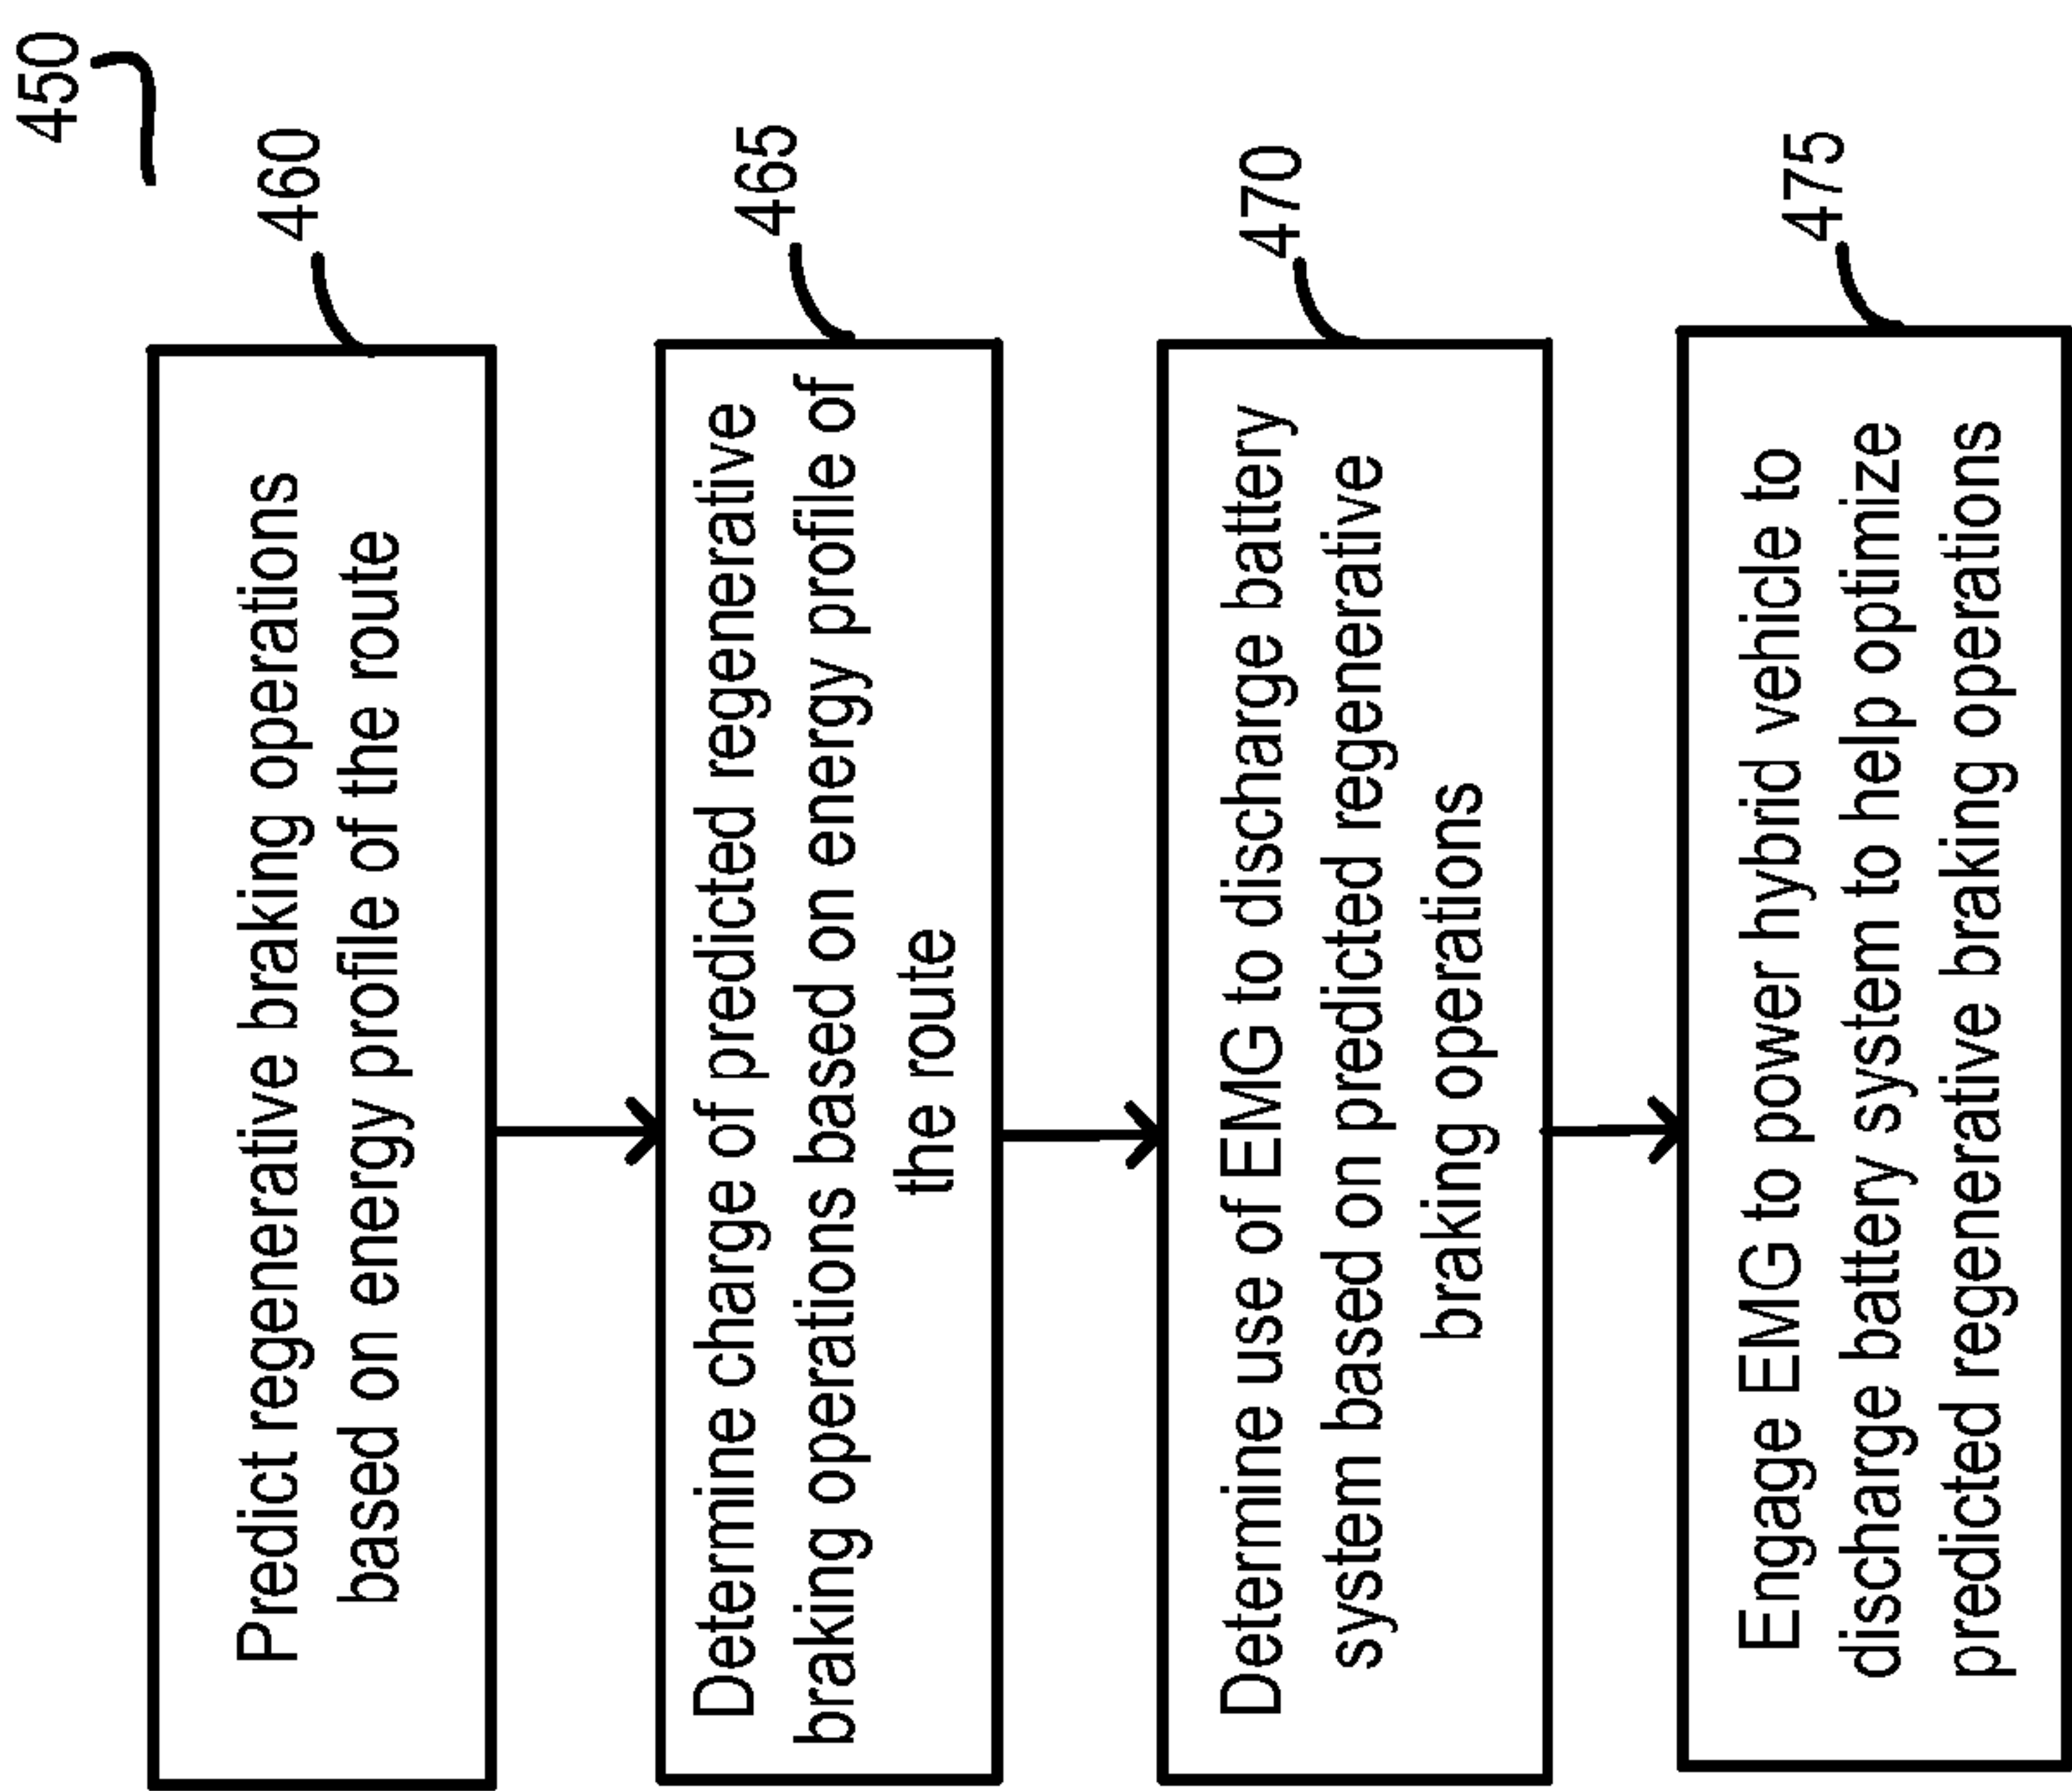 450
460
Predict regenerative braking operations
based on energy profile of the route
465
Determine charge of predicted regenerative
braking operations based on energy profile of
the route
470
Determine use of EMG to discharge battery
system based on predicted regenerative
braking operations
475
Engage EMG to power hybrid vehicle to
discharge battery system to help optimize
predicted regenerative braking operations